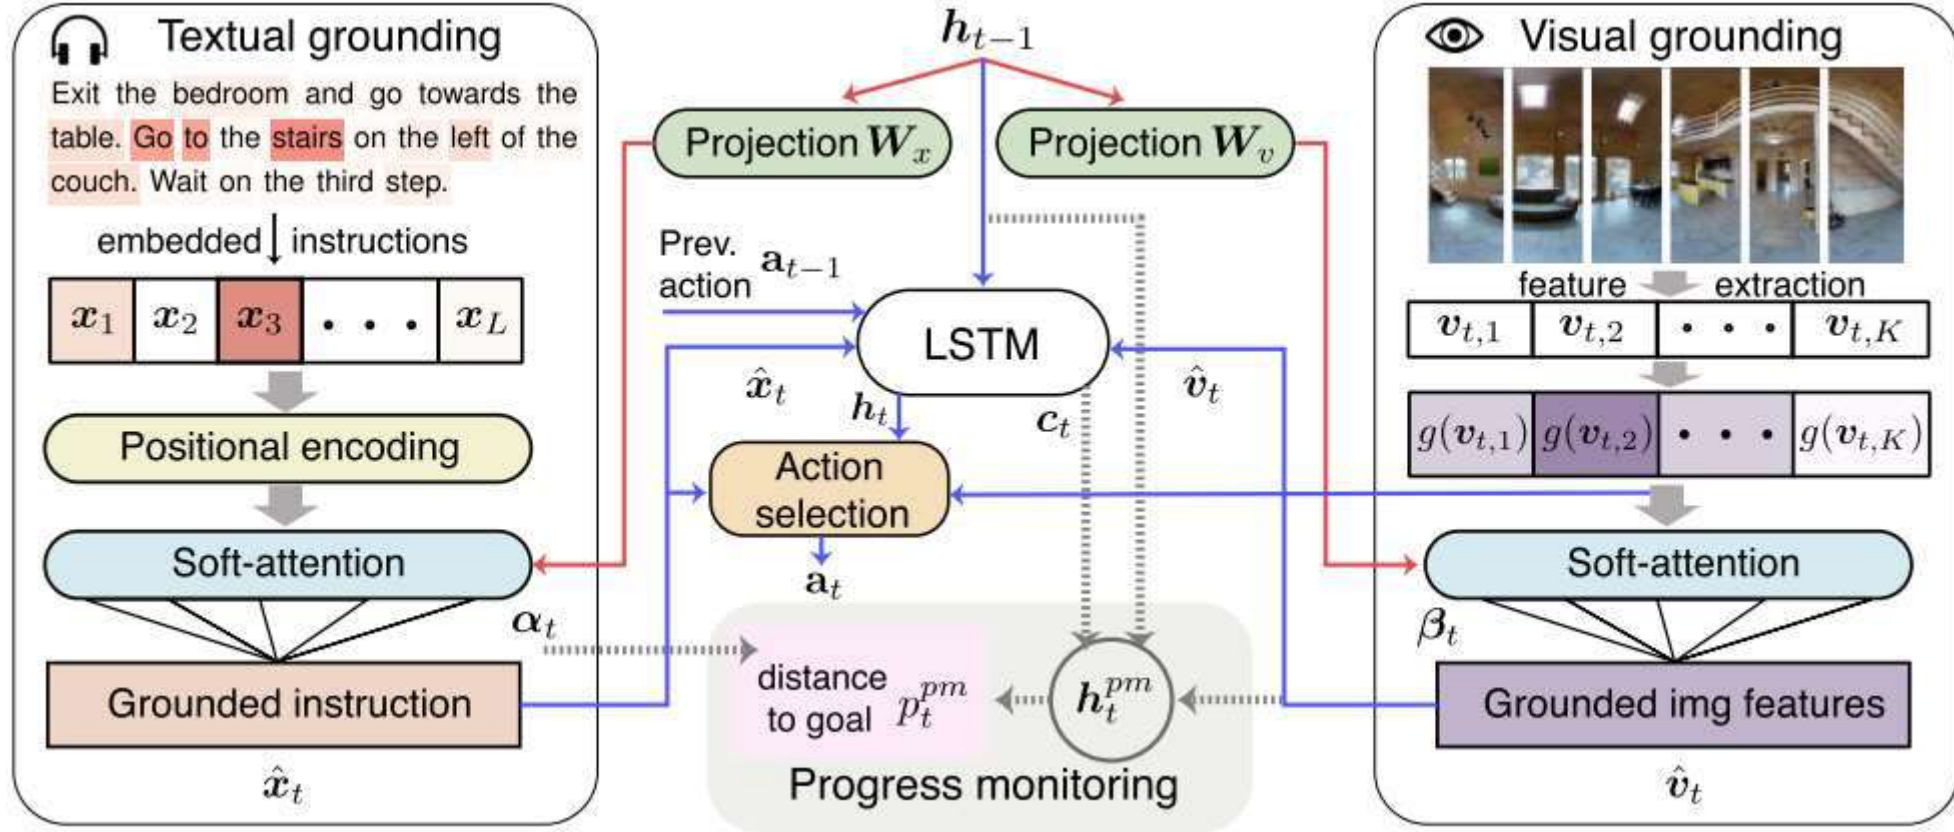 Textual grounding
Exit the bedroom and go towards the
table. Go to the stairs on the left of the
couch. Wait on the third step.
embedded instructions
x₁ x₂ x₃ • • • x_L
Positional encoding
Soft-attention
α_t
Grounded instruction
x̂_t
h_{t−1}
Projection W_x
Projection W_v
Prev.
action
a_{t−1}
LSTM
x̂_t
v̂_t
h_t
c_t
Action
selection
a_t
distance
to goal
p_t^{pm}
h_t^{pm}
Progress monitoring
Visual grounding
feature extraction
v_{t,1} v_{t,2} • • • v_{t,K}
g(v_{t,1}) g(v_{t,2}) • • • g(v_{t,K})
Soft-attention
β_t
Grounded img features
v̂_t